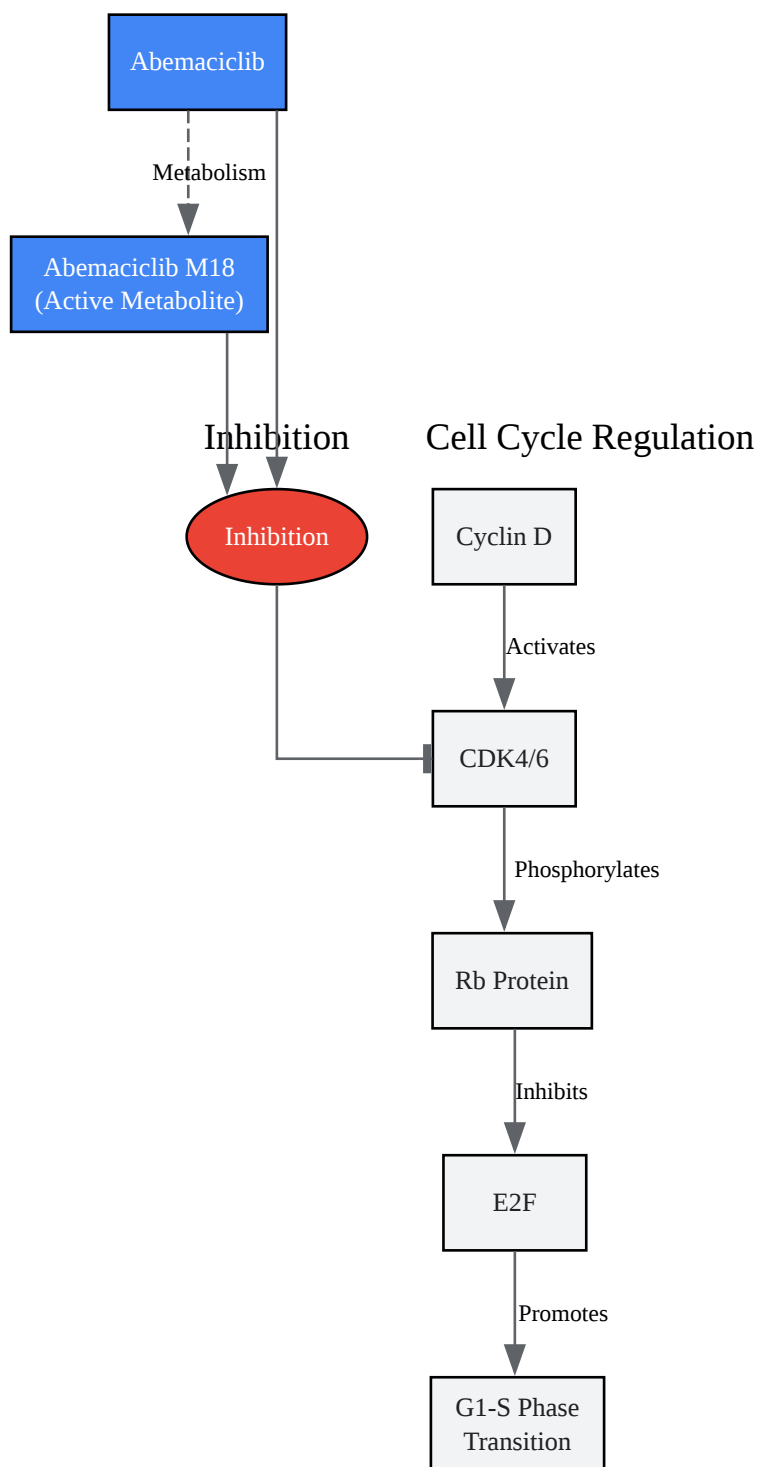 Abemaciclib
Metabolism
Abemaciclib M18
(Active Metabolite)
Inhibition
Cell Cycle Regulation
Inhibition
Cyclin D
Activates
CDK4/6
Phosphorylates
Rb Protein
Inhibits
E2F
Promotes
G1-S Phase
Transition